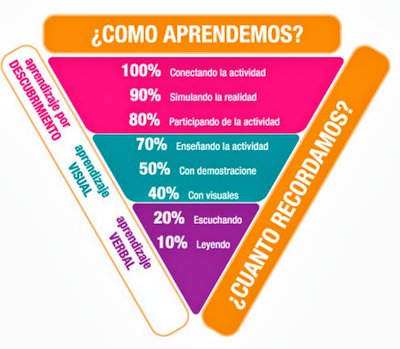 ¿COMO APRENDEMOS?
100% Conectando la actividad
90% Simulando la realidad
80% Participando de la actividad
70% Enseñando la actividad
50% Con demostracione
40% Con visuales
20% Escuchando
10% Leyendo
aprendizaje por
DESCUBRIMIENTO
aprendizaje
VISUAL
aprendizaje
VERBAL
¿CUANTO RECORDAMOS?